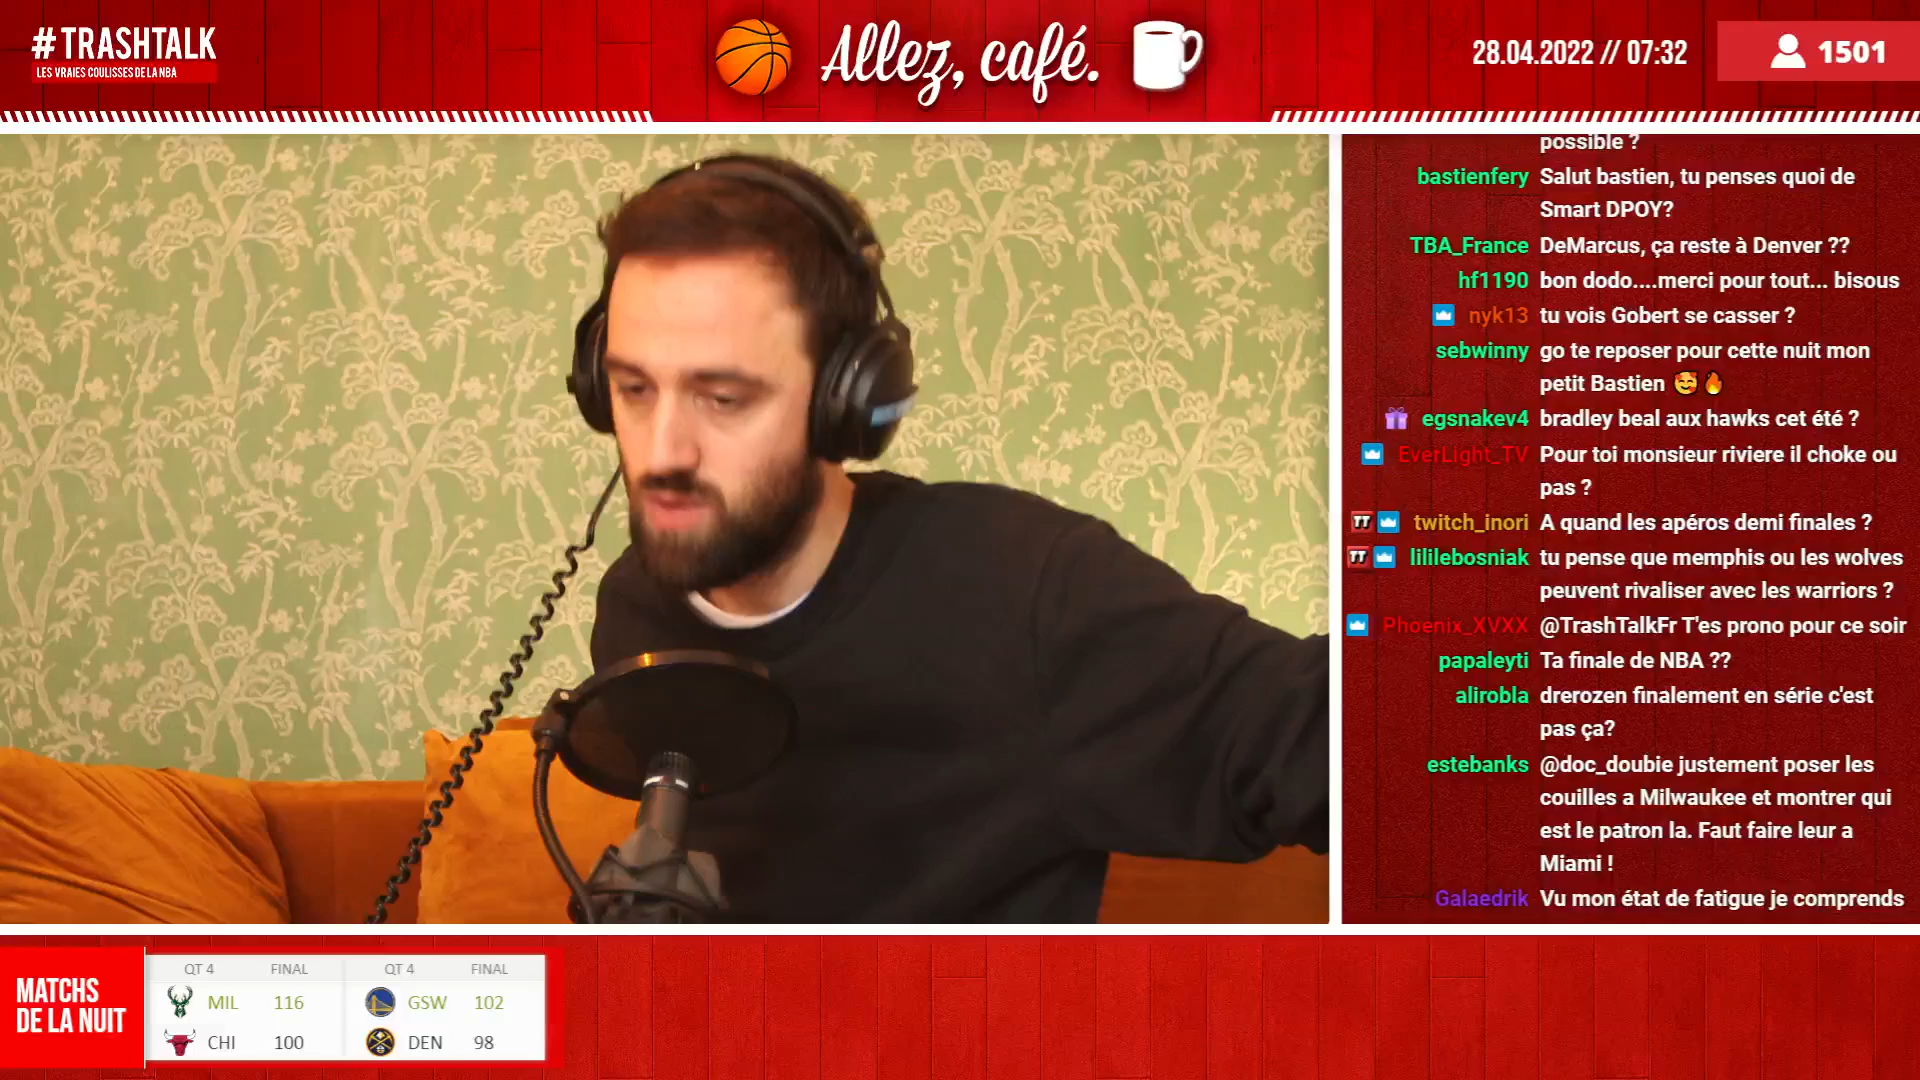 #TRASHTALK
LES VRAIES COULISSES DE LA NBA
Allez, café.
28.04.2022 // 07:32
1501
possible ?
bastienfery Salut bastien, tu penses quoi de
Smart DPOY?
TBA_France DeMarcus, ça reste à Denver ??
hf1190 bon dodo....merci pour tout... bisous
nyk13 tu vois Gobert se casser ?
sebwinny go te reposer pour cette nuit mon
petit Bastien 🥰🔥
egsnakev4 bradley beal aux hawks cet été ?
EverLight_TV Pour toi monsieur riviere il choke ou
pas ?
TT twitch_inori A quand les apéros demi finales ?
TT lililebosniak tu pense que memphis ou les wolves
peuvent rivaliser avec les warriors ?
Phoenix_XVXX @TrashTalkFr T'es prono pour ce soir
papaleyti Ta finale de NBA ??
alirobla drerozen finalement en série c'est
pas ça?
estebanks @doc_doubie justement poser les
couilles a Milwaukee et montrer qui
est le patron la. Faut faire leur a
Miami !
Galaedrik Vu mon état de fatigue je comprends
MATCHS
DE LA NUIT
QT 4 FINAL QT 4 FINAL
MIL 116 GSW 102
CHI 100 DEN 98